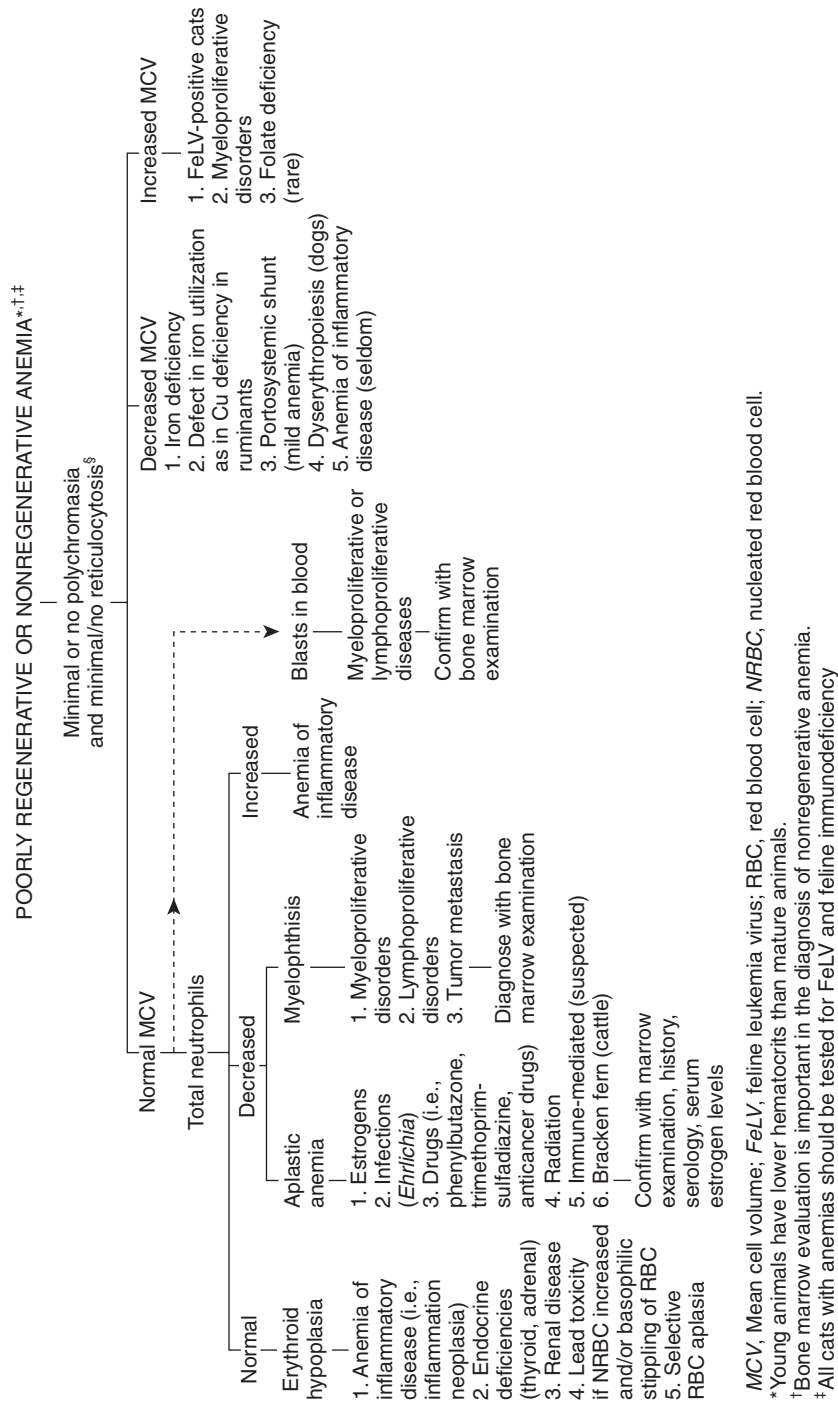 POORLY REGENERATIVE OR NONREGENERATIVE ANEMIA*,†,‡
Minimal or no polychromasia
and minimal/no reticulocytosis§
Normal MCV
Total neutrophils
Normal
Erythroid
hypoplasia
1. Anemia of
inflammatory
disease (i.e.,
inflammation
neoplasia)
2. Endocrine
deficiencies
(thyroid, adrenal)
3. Renal disease
4. Lead toxicity
if NRBC increased
and/or basophilic
stippling of RBC
5. Selective
RBC aplasia
Decreased
Aplastic
anemia
1. Estrogens
2. Infections
(Ehrlichia)
3. Drugs (i.e.,
phenylbutazone,
trimethoprim-
sulfadiazine,
anticancer drugs)
4. Radiation
5. Immune-mediated (suspected)
6. Bracken fern (cattle)
Confirm with marrow
examination, history,
serology, serum
estrogen levels
Myelophthisis
1. Myeloproliferative
disorders
2. Lymphoproliferative
disorders
3. Tumor metastasis
Diagnose with bone
marrow examination
Increased
Anemia of
inflammatory
disease
Blasts in blood
Myeloproliferative or
lymphoproliferative
diseases
Confirm with
bone marrow
examination
Decreased MCV
1. Iron deficiency
2. Defect in iron utilization
as in Cu deficiency in
ruminants
3. Portosystemic shunt
(mild anemia)
4. Dyserythropoiesis (dogs)
5. Anemia of inflammatory
disease (seldom)
Increased MCV
1. FeLV-positive cats
2. Myeloproliferative
disorders
3. Folate deficiency
(rare)
MCV, Mean cell volume; FeLV, feline leukemia virus; RBC, red blood cell; NRBC, nucleated red blood cell.
*Young animals have lower hematocrits than mature animals.
†Bone marrow evaluation is important in the diagnosis of nonregenerative anemia.
‡All cats with anemias should be tested for FeLV and feline immunodeficiency